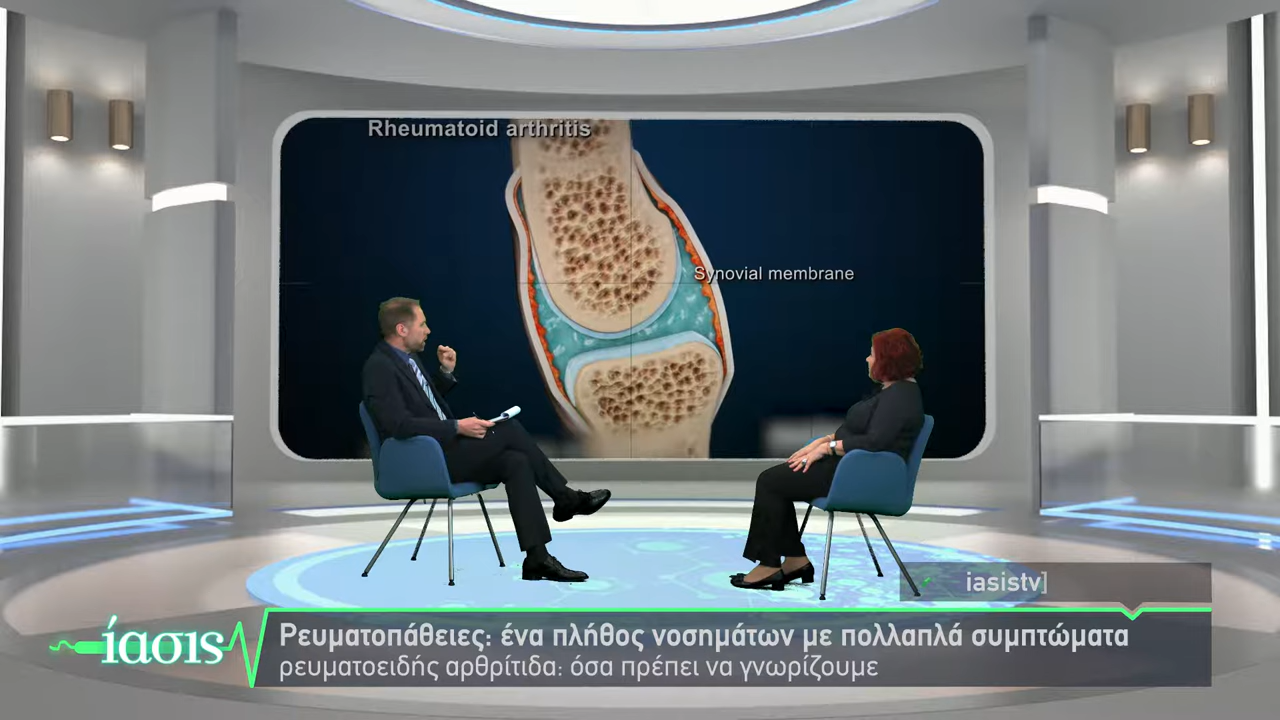 Rheumatoid arthritis
Synovial membrane
iasistv]
ίασις
Ρευματοπάθειες: ένα πλήθος νοσημάτων με πολλαπλά συμπτώματα
ρευματοειδής αρθρίτιδα: όσα πρέπει να γνωρίζουμε